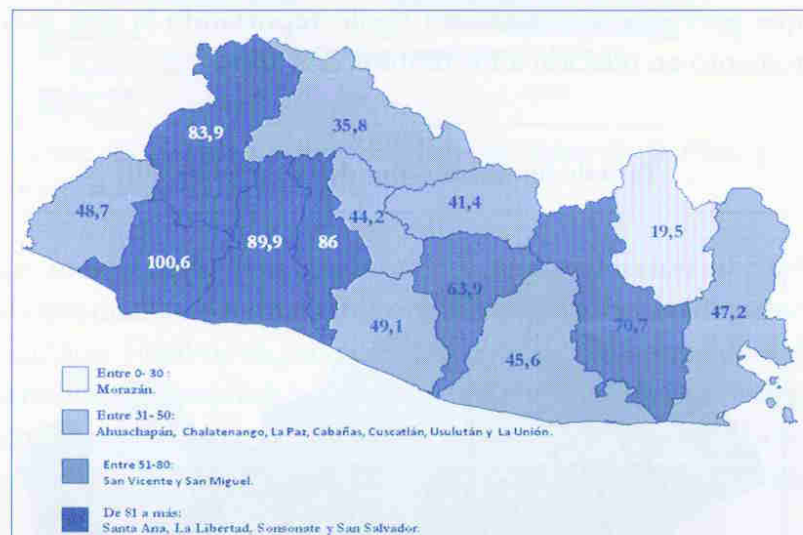 83,9
35,8
48,7
44,2
41,4
19,5
100,6
89,9
86
63,9
70,7
47,2
49,1
45,6
Entre 0- 30 :
Morazán.
Entre 31- 50:
Ahuachapán, Chalatenango, La Paz, Cabañas, Cuscatlán, Usulután y La Unión.
Entre 51-80:
San Vicente y San Miguel.
De 81 a más:
Santa Ana, La Libertad, Sonsonate y San Salvador.